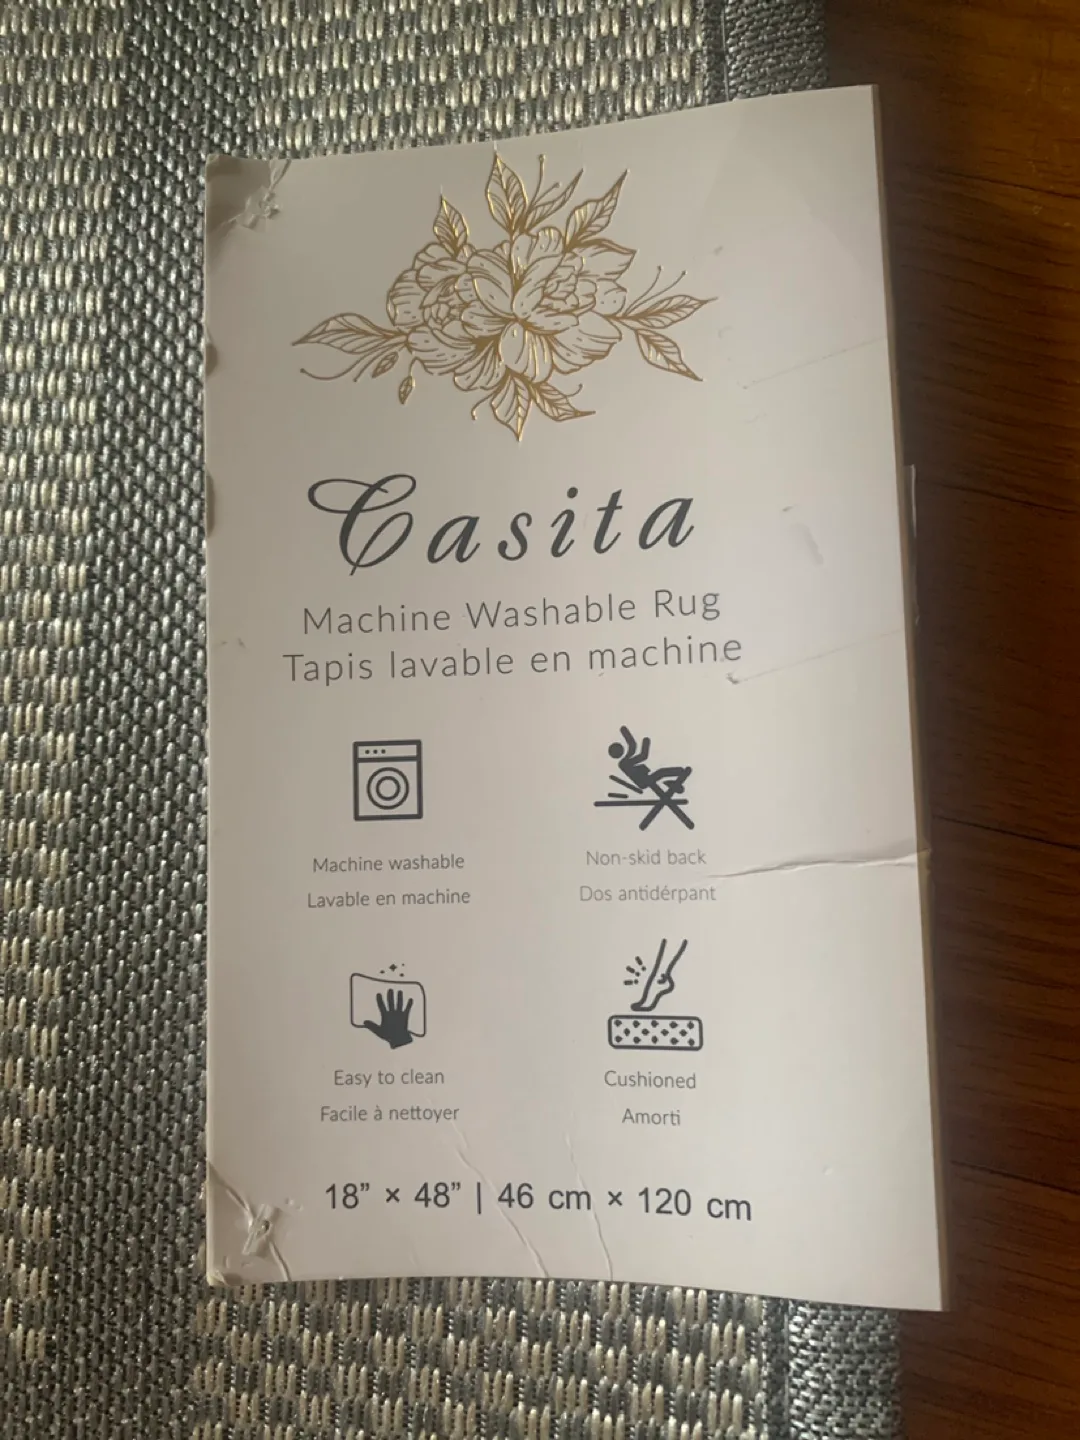 Casita
Machine Washable Rug
Tapis lavable en machine
Machine washable
Lavable en machine
Non-skid back
Dos antidérpant
Easy to clean
Facile à nettoyer
Cushioned
Amorti
18” × 48” | 46 cm × 120 cm